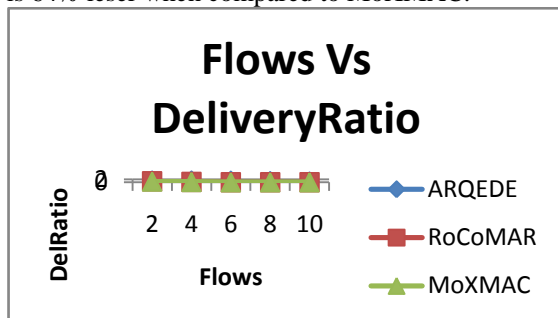 Flows Vs
DeliveryRatio
DelRatio
2 4 6 8 10
Flows
ARQEDE
RoCoMAR
MoXMAC